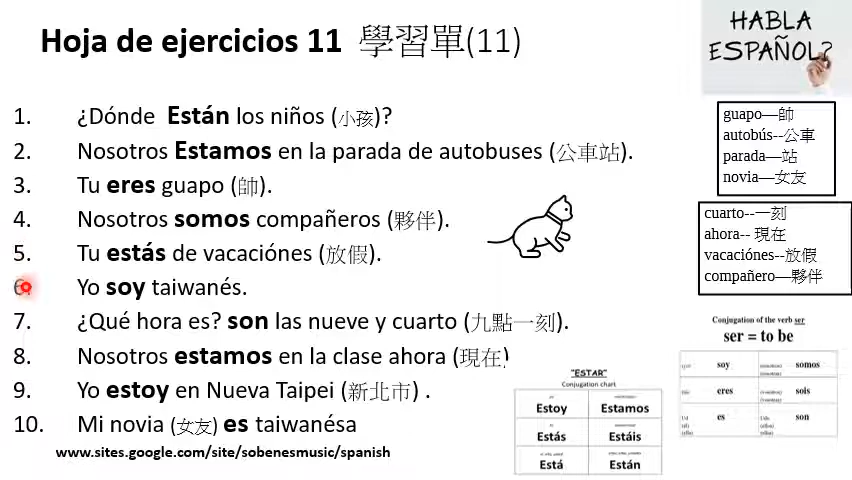 Hoja de ejercicios 11 學習單(11)
HABLA
ESPAÑOL?
1. ¿Dónde Están los niños (小孩)?
2. Nosotros Estamos en la parada de autobuses (公車站).
3. Tu eres guapo (帥).
4. Nosotros somos compañeros (夥伴).
5. Tu estás de vacaciónes (放假).
Yo soy taiwanés.
7. ¿Qué hora es? son las nueve y cuarto (九點一刻).
8. Nosotros estamos en la clase ahora (現在)
9. Yo estoy en Nueva Taipei (新北市) .
10. Mi novia (女友) es taiwanésa
www.sites.google.com/site/sobenesmusic/spanish
guapo—帥
autobús--公車
parada—站
novia—女友
cuarto--一刻
ahora-- 現在
vacaciónes--放假
compañero—夥伴
Conjugation of the verb ser
ser = to be
soy somos
eres sois
es son
"ESTAR"
Conjugation chart
Estoy Estamos
Estás Estáis
Está Están